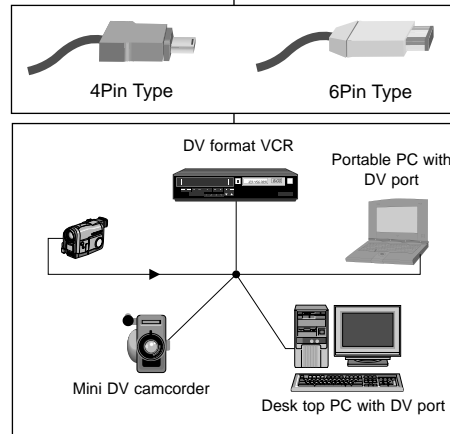 4Pin Type
6Pin Type
DV format VCR
Portable PC with
DV port
Mini DV camcorder
Desk top PC with DV port